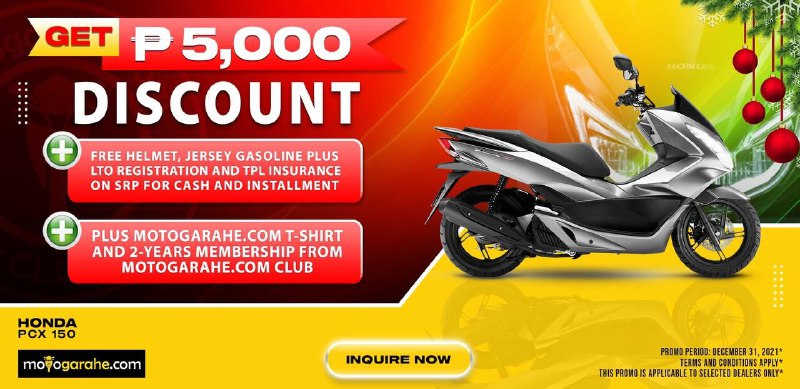 GET
₱ 5,000
DISCOUNT
FREE HELMET, JERSEY GASOLINE PLUS
LTO REGISTRATION AND TPL INSURANCE
ON SRP FOR CASH AND INSTALLMENT
PLUS MOTOGARAHE.COM T-SHIRT
AND 2-YEARS MEMBERSHIP FROM
MOTOGARAHE.COM CLUB
HONDA
HONDA
PCX 150
motogarahe.com
INQUIRE NOW
PROMO PERIOD: DECEMBER 31, 2021*
TERMS AND CONDITIONS APPLY*
THIS PROMO IS APPLICABLE TO SELECTED DEALERS ONLY*